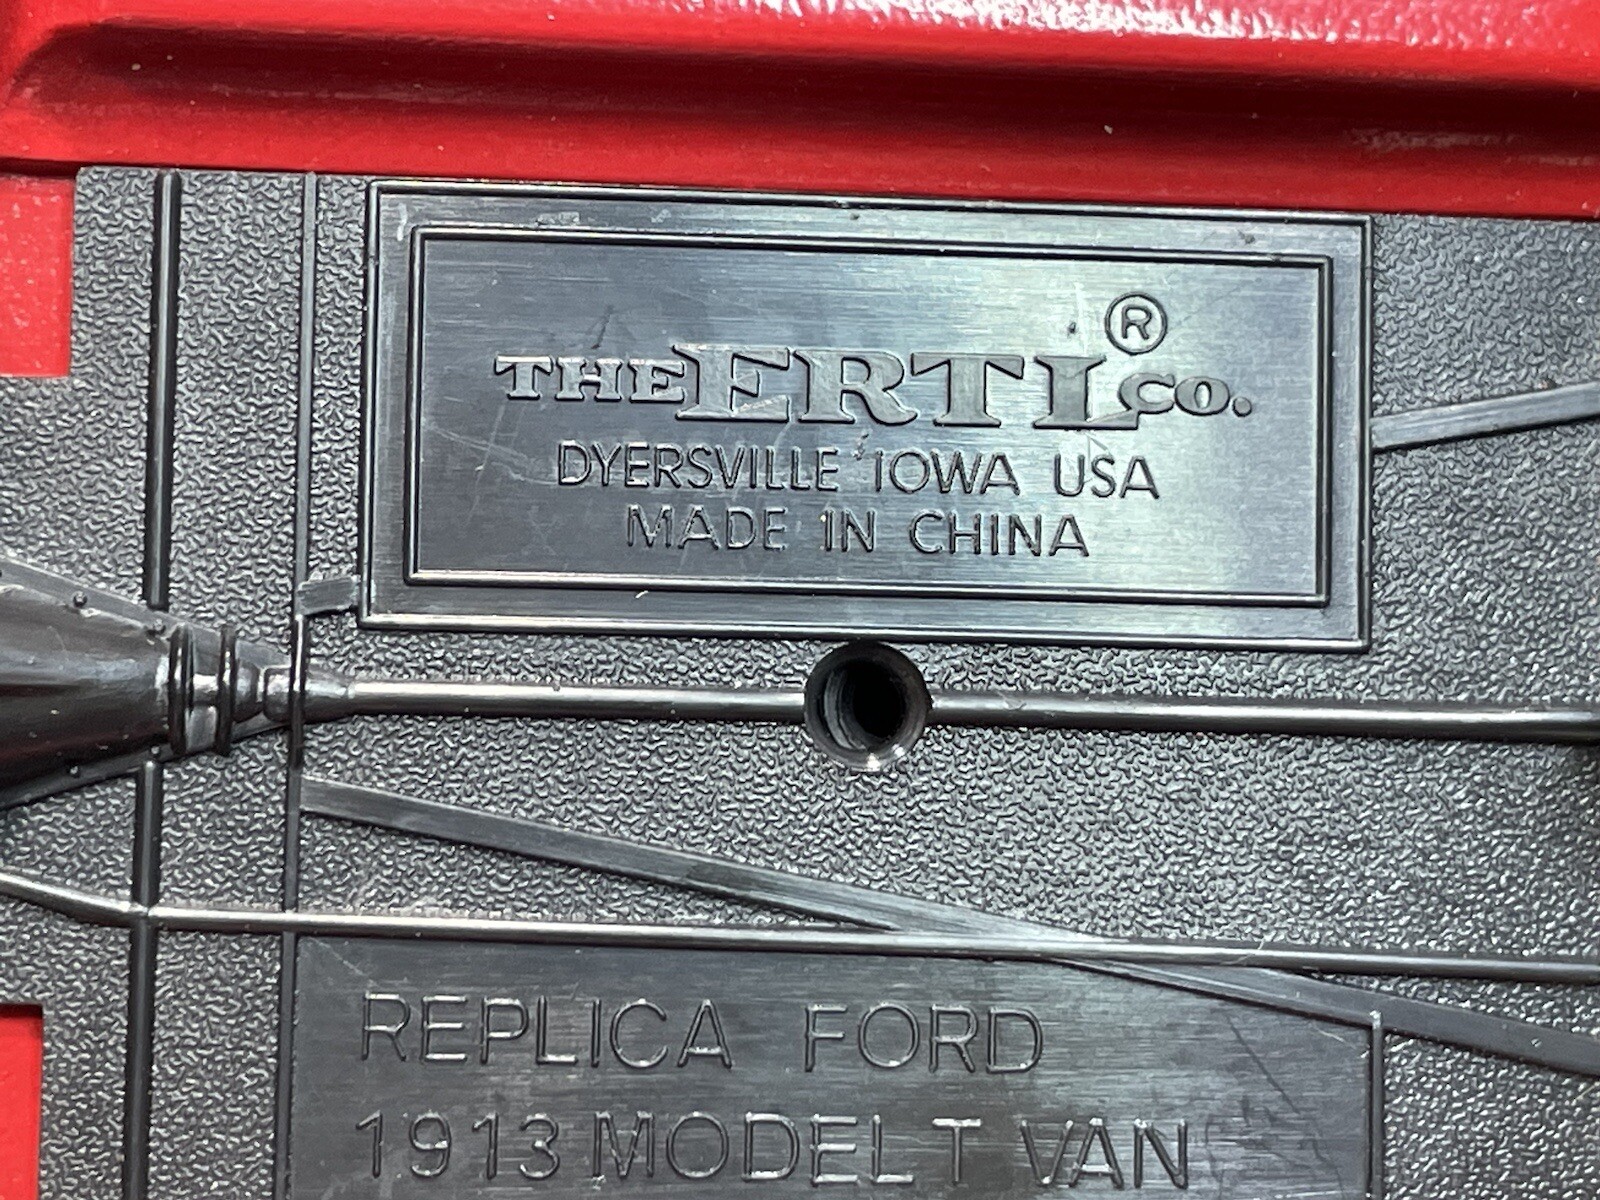 THE ERTL CO.®
DYERSVILLE IOWA USA
MADE IN CHINA
REPLICA FORD
1913 MODEL T VAN